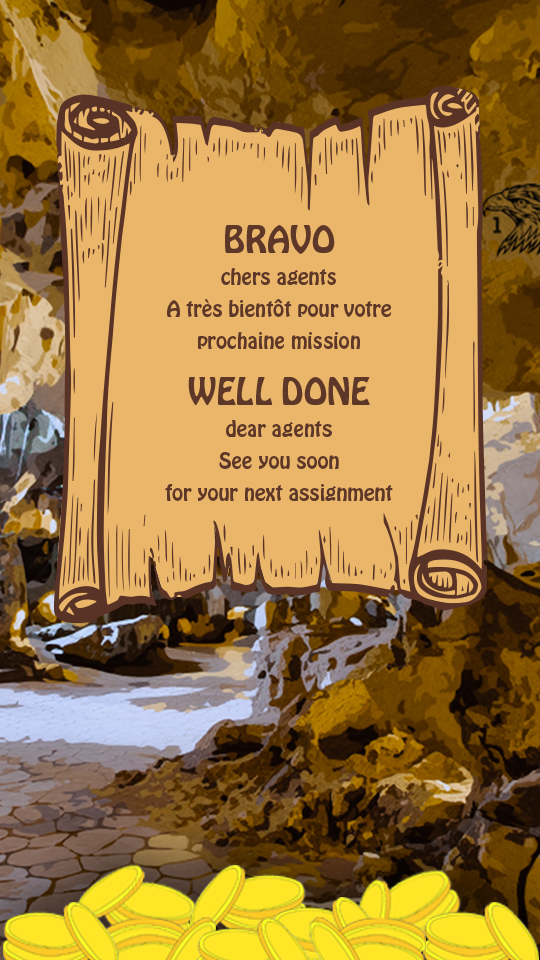 BRAVO
chers agents
A très bientôt pour votre
prochaine mission
WELL DONE
dear agents
See you soon
for your next assignment
1